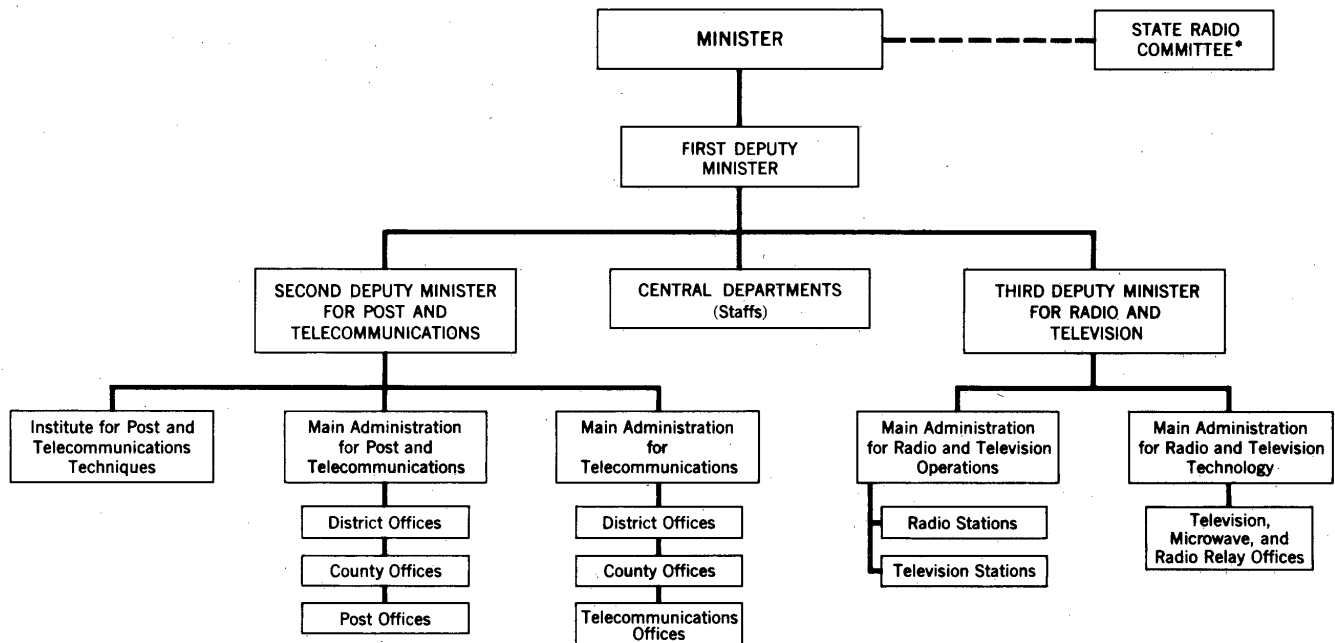 MINISTER
STATE RADIO
COMMITTEE*
FIRST DEPUTY
MINISTER
SECOND DEPUTY MINISTER
FOR POST AND
TELECOMMUNICATIONS
CENTRAL DEPARTMENTS
(Staffs)
THIRD DEPUTY MINISTER
FOR RADIO AND
TELEVISION
Institute for Post and
Telecommunications
Techniques
Main Administration
for Post and
Telecommunications
Main Administration
for
Telecommunications
Main Administration
for Radio and Television
Operations
Main Administration
for Radio and Television
Technology
District Offices
County Offices
Post Offices
District Offices
County Offices
Telecommunications
Offices
Radio Stations
Television Stations
Television,
Microwave, and
Radio Relay Offices